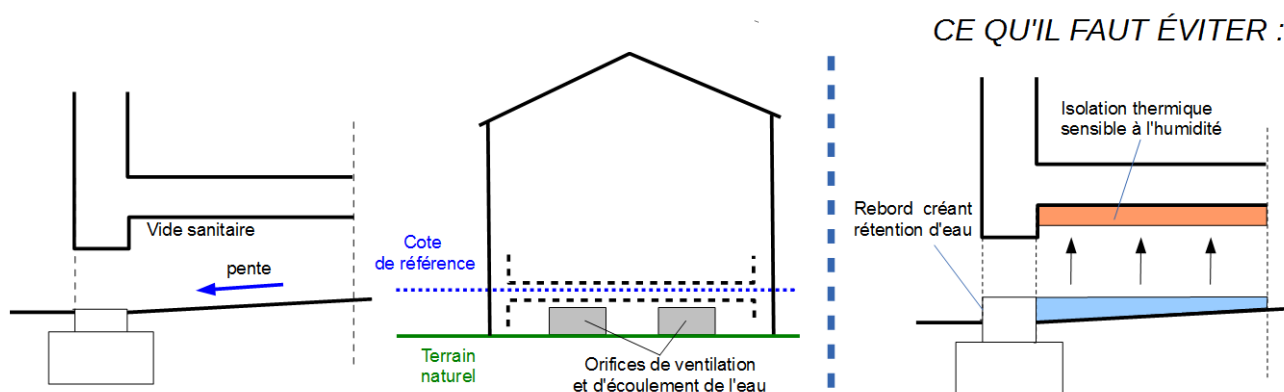 CE QU'IL FAUT ÉVITER :
Vide sanitaire
pente
Cote
de référence
Terrain
naturel
Orifices de ventilation
et d'écoulement de l'eau
Isolation thermique
sensible à l'humidité
Rebord créant
rétention d'eau